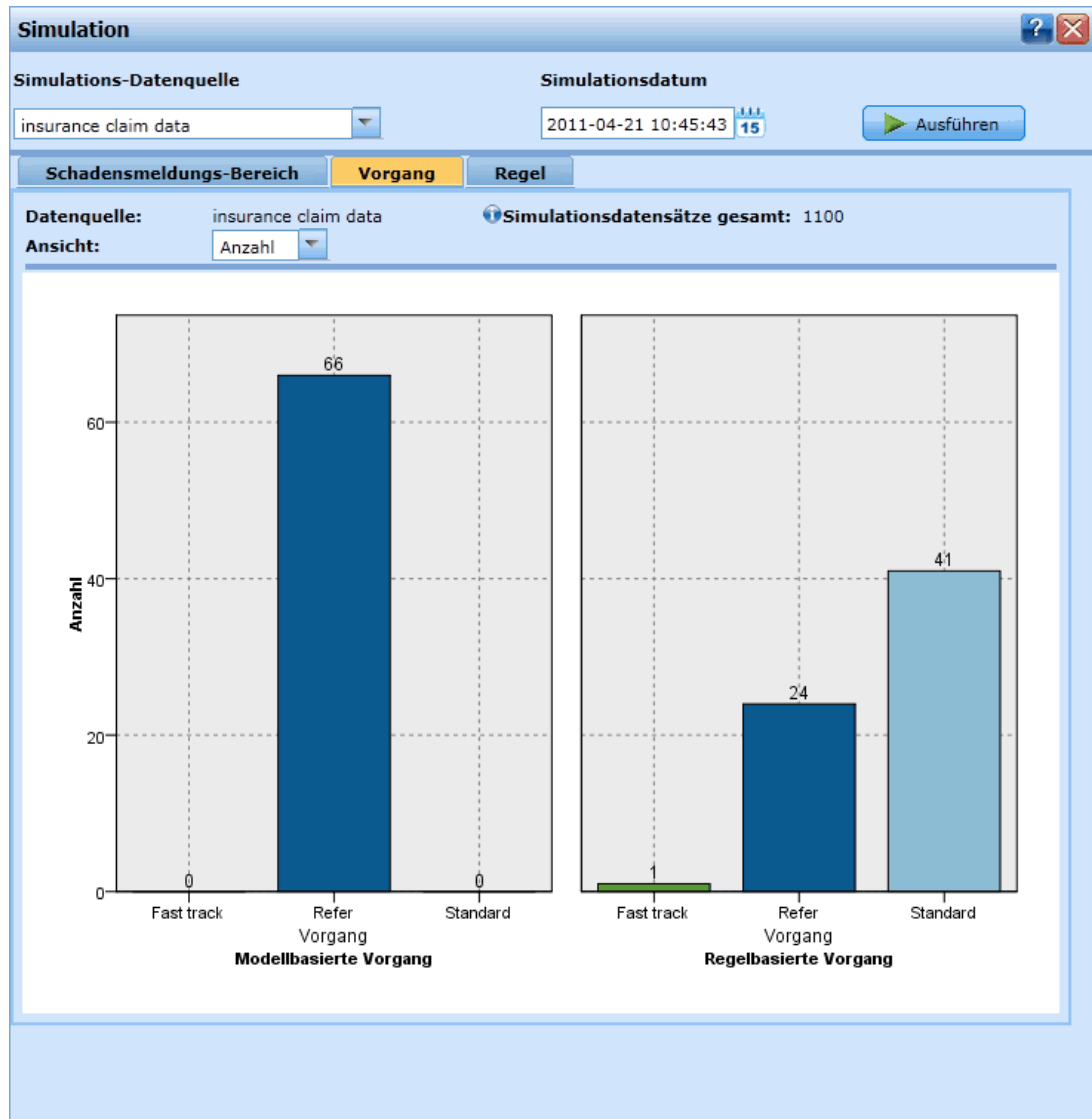 Simulation
?
Simulations-Datenquelle
Simulationsdatum
insurance claim data
2011-04-21 10:45:43
15
Ausführen
Schadensmeldungs-Bereich
Vorgang
Regel
Datenquelle:
insurance claim data
Simulationsdatensätze gesamt: 1100
Ansicht:
Anzahl
Anzahl
60
40
20
0
0
66
0
Fast track
Refer
Standard
Vorgang
Modellbasierte Vorgang
1
24
41
Fast track
Refer
Standard
Vorgang
Regelbasierte Vorgang